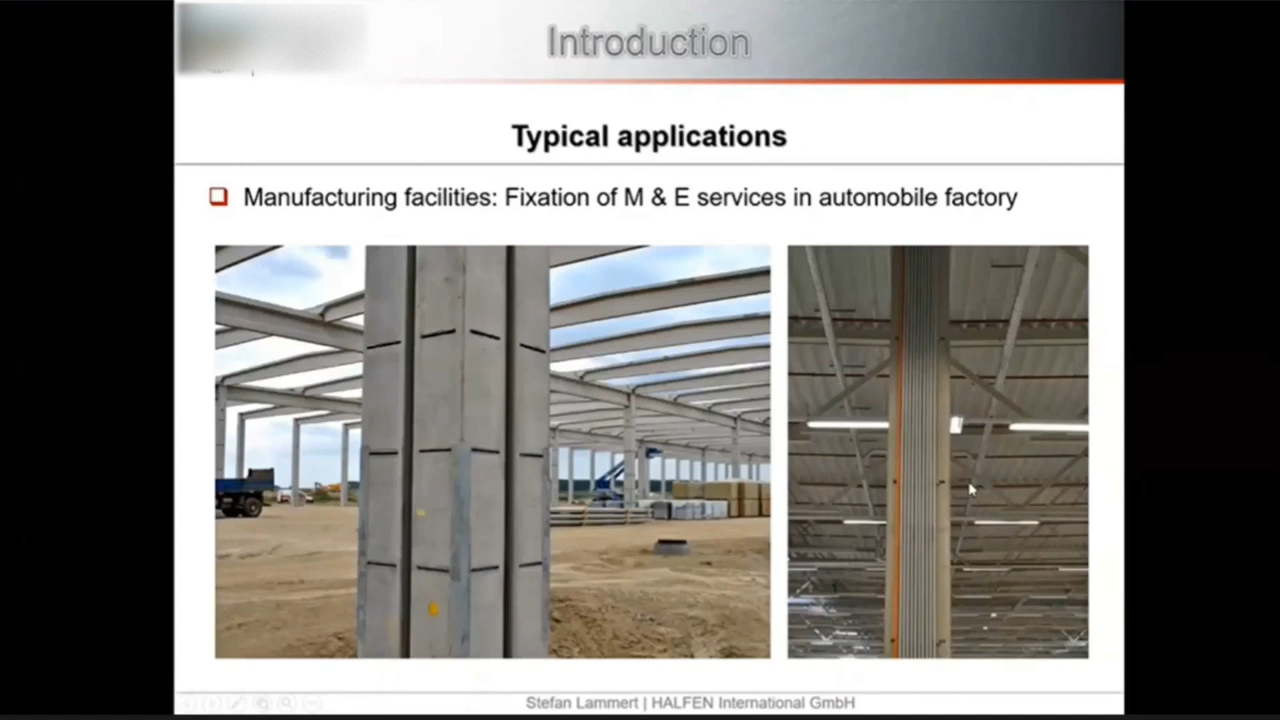 Introduction
Typical applications
Manufacturing facilities: Fixation of M & E services in automobile factory
Stefan Lammert | HALFEN International GmbH